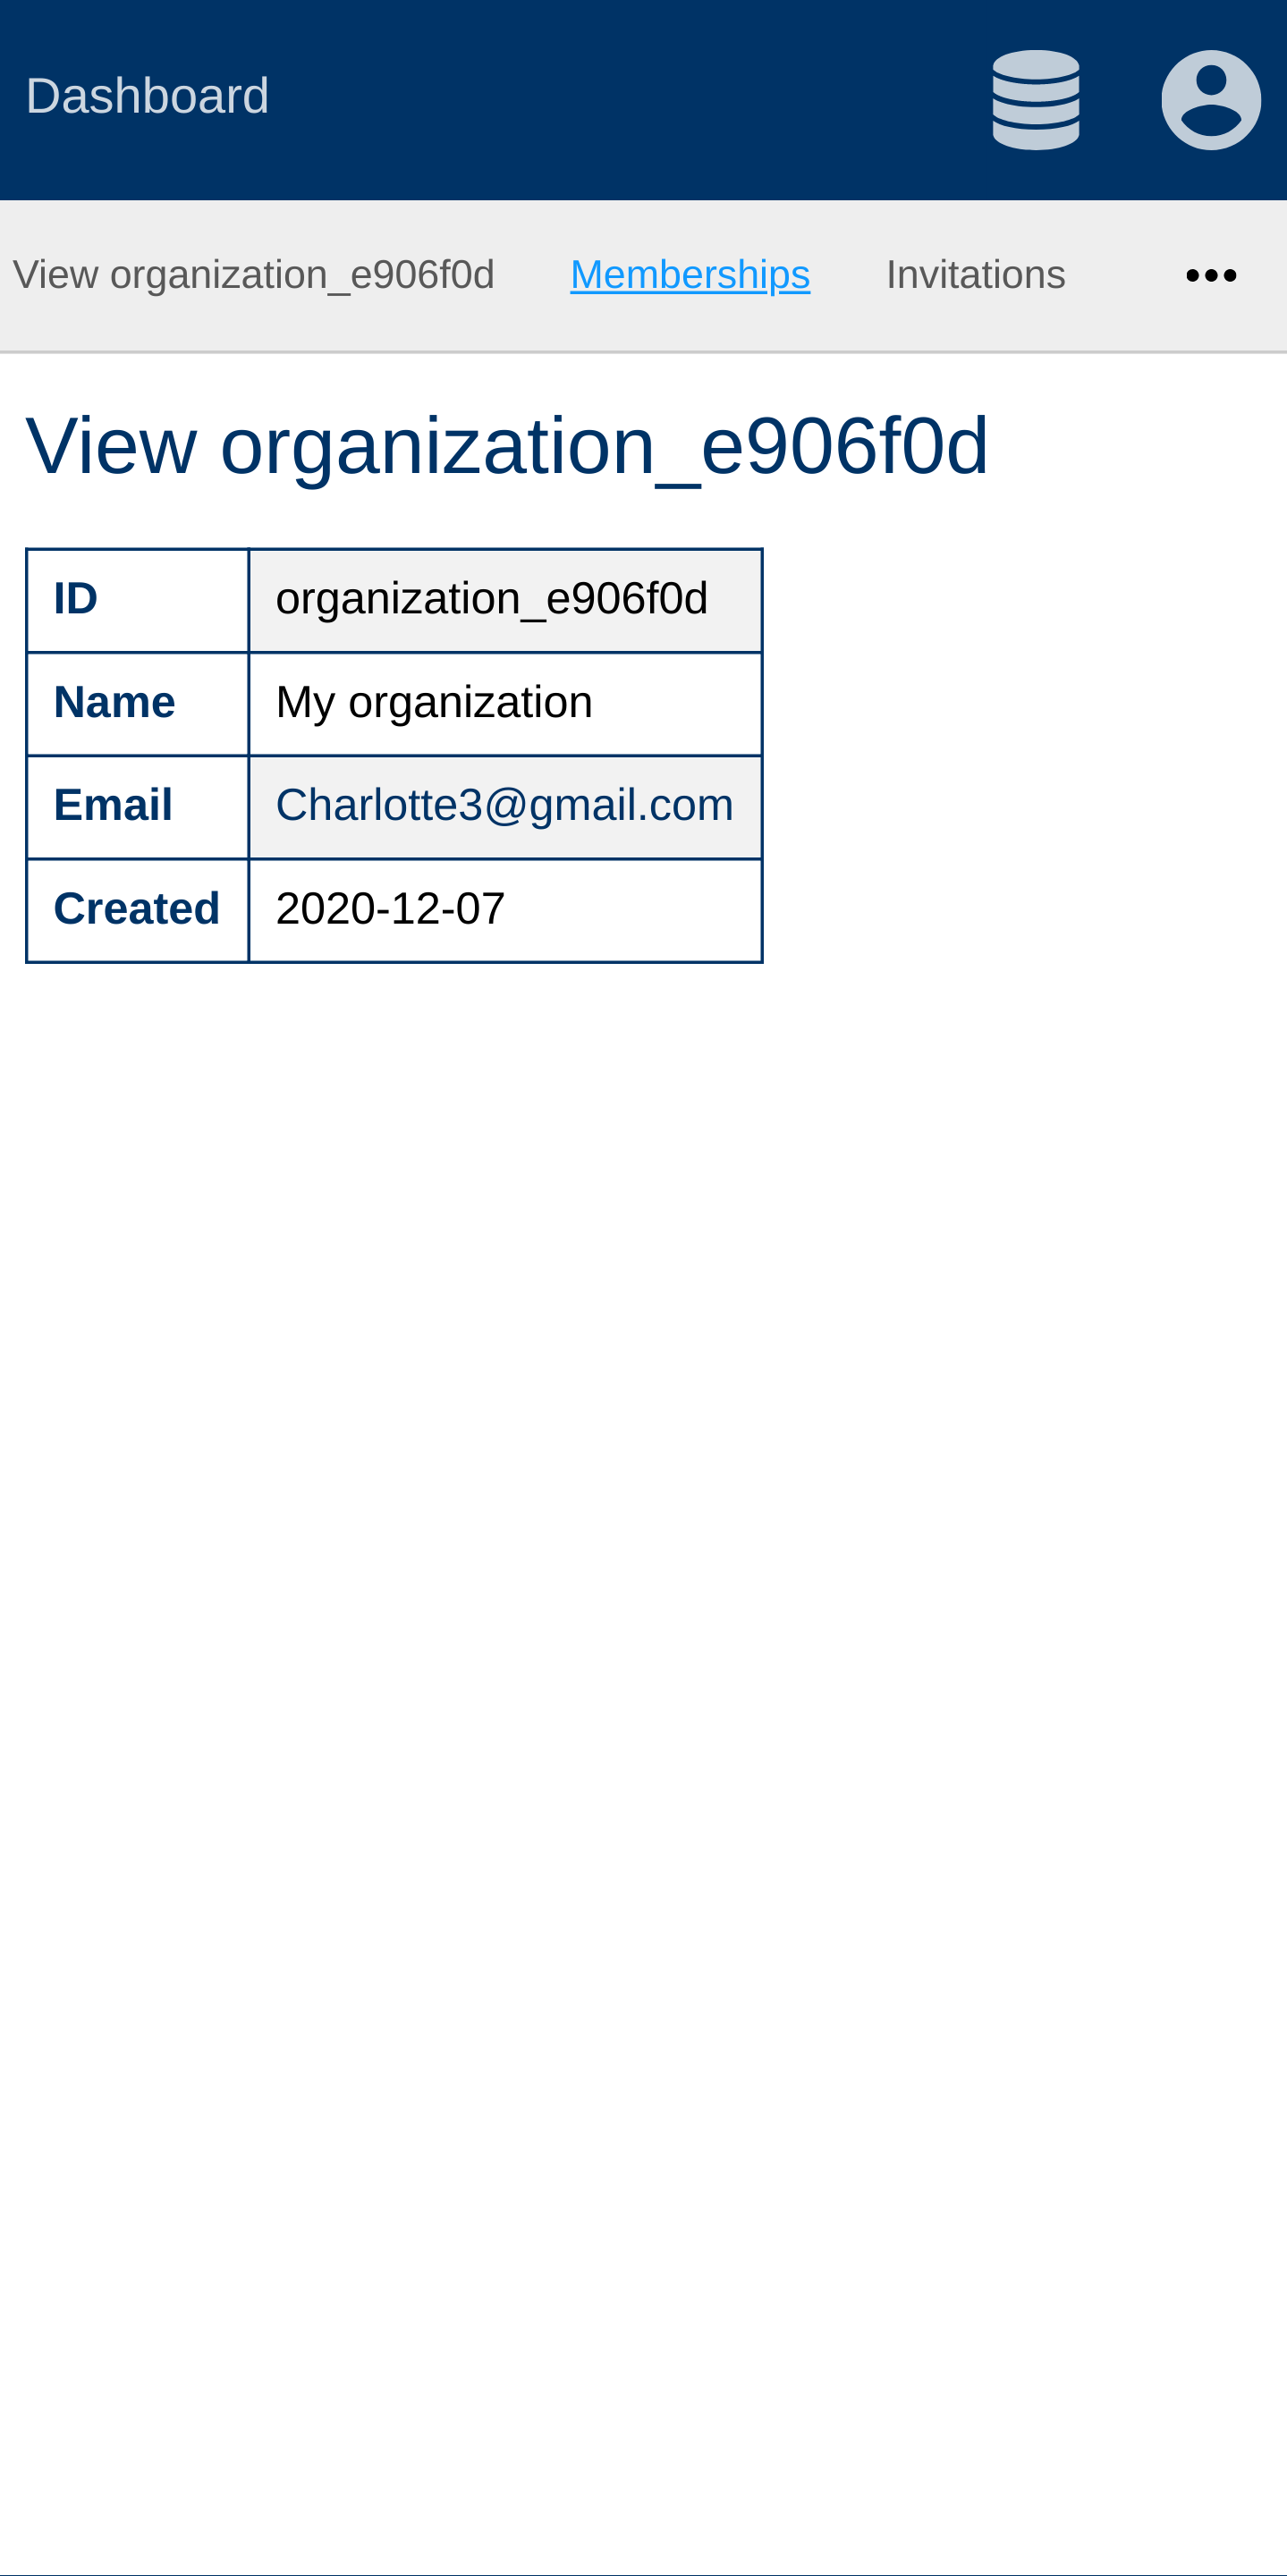 Dashboard
View organization_e906f0d Memberships Invitations •••
View organization_e906f0d
ID organization_e906f0d
Name My organization
Email Charlotte3@gmail.com
Created 2020-12-07